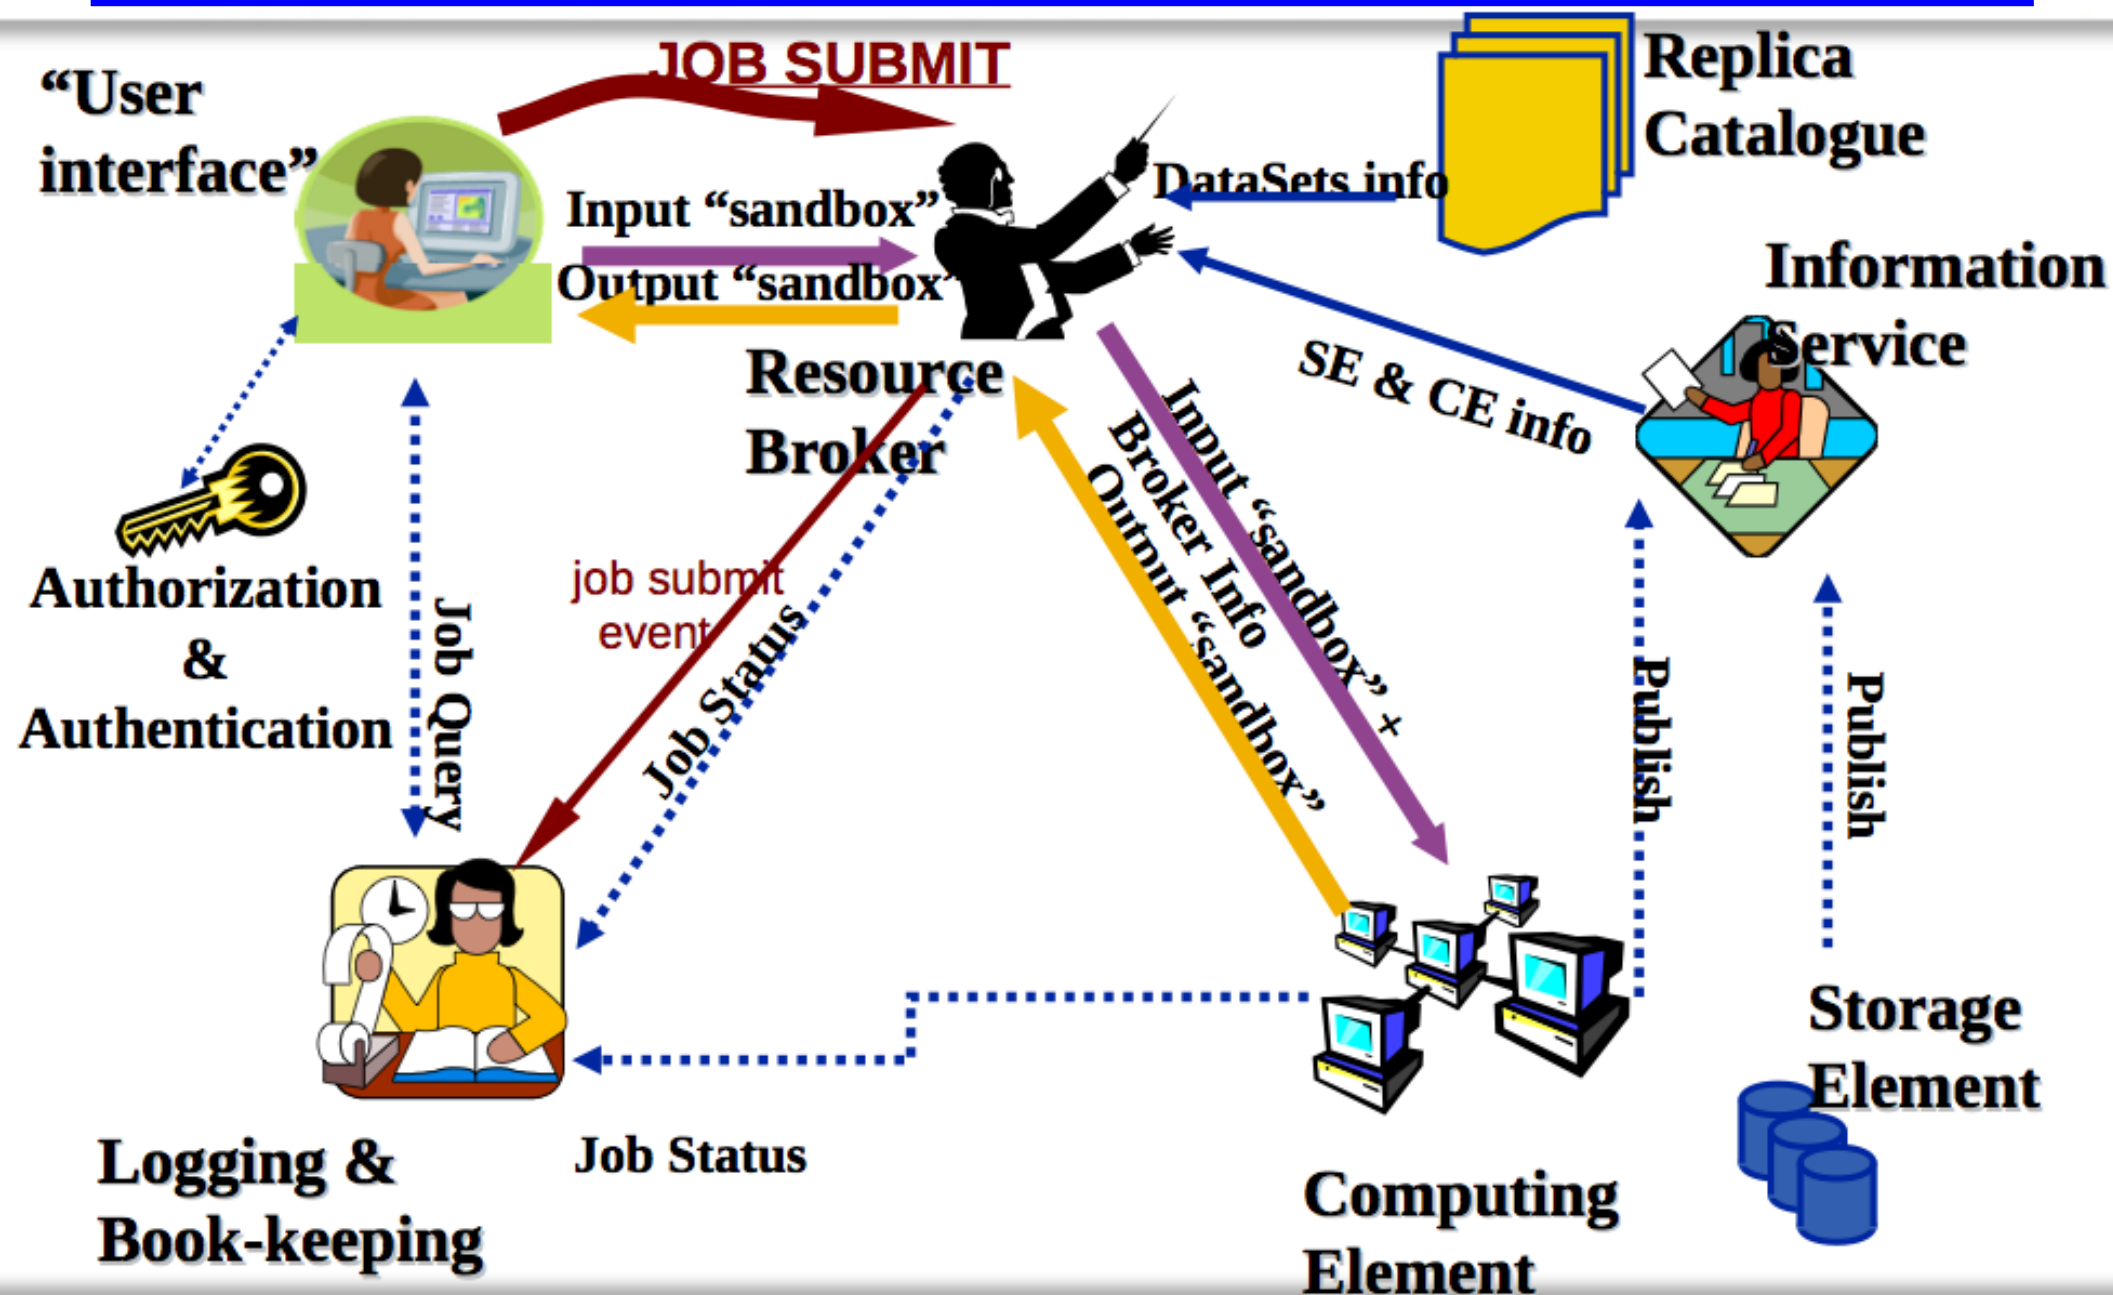 JOB SUBMIT
“User
interface”
Replica
Catalogue
DataSets info
Input “sandbox”
Output “sandbox”
Information
Service
Resource
Broker
SE & CE info
Input “sandbox” +
Broker Info
Output “sandbox”
Authorization
&
Authentication
job submit
event
Job Query
Job Status
Publish
Publish
Storage
Element
Logging &
Book-keeping
Job Status
Computing
Element